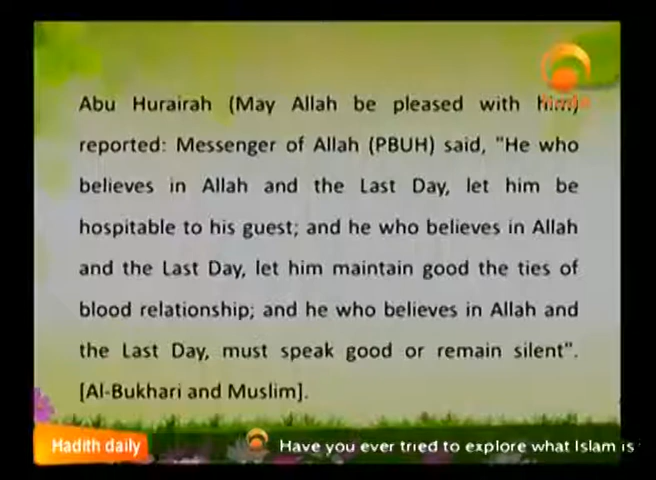 Abu Hurairah (May Allah be pleased with him)
reported: Messenger of Allah (PBUH) said, "He who
believes in Allah and the Last Day, let him be
hospitable to his guest; and he who believes in Allah
and the Last Day, let him maintain good the ties of
blood relationship; and he who believes in Allah and
the Last Day, must speak good or remain silent".
[Al-Bukhari and Muslim].
Hadith daily
Have you ever tried to explore what Islam is